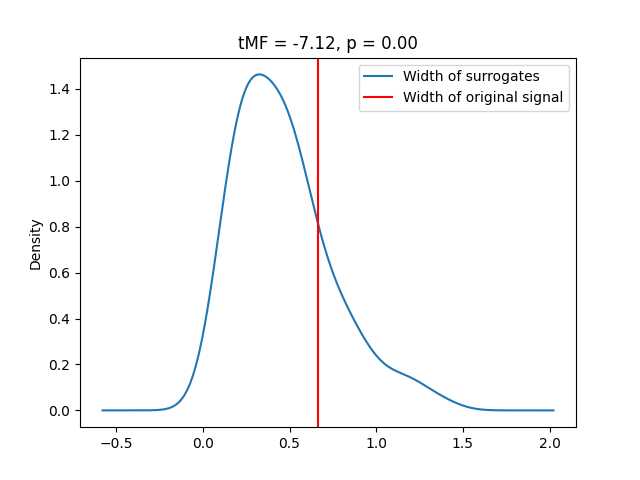 tMF = -7.12, p = 0.00
Width of surrogates
Width of original signal
Density
1.4
1.2
1.0
0.8
0.6
0.4
0.2
0.0
−0.5 0.0 0.5 1.0 1.5 2.0